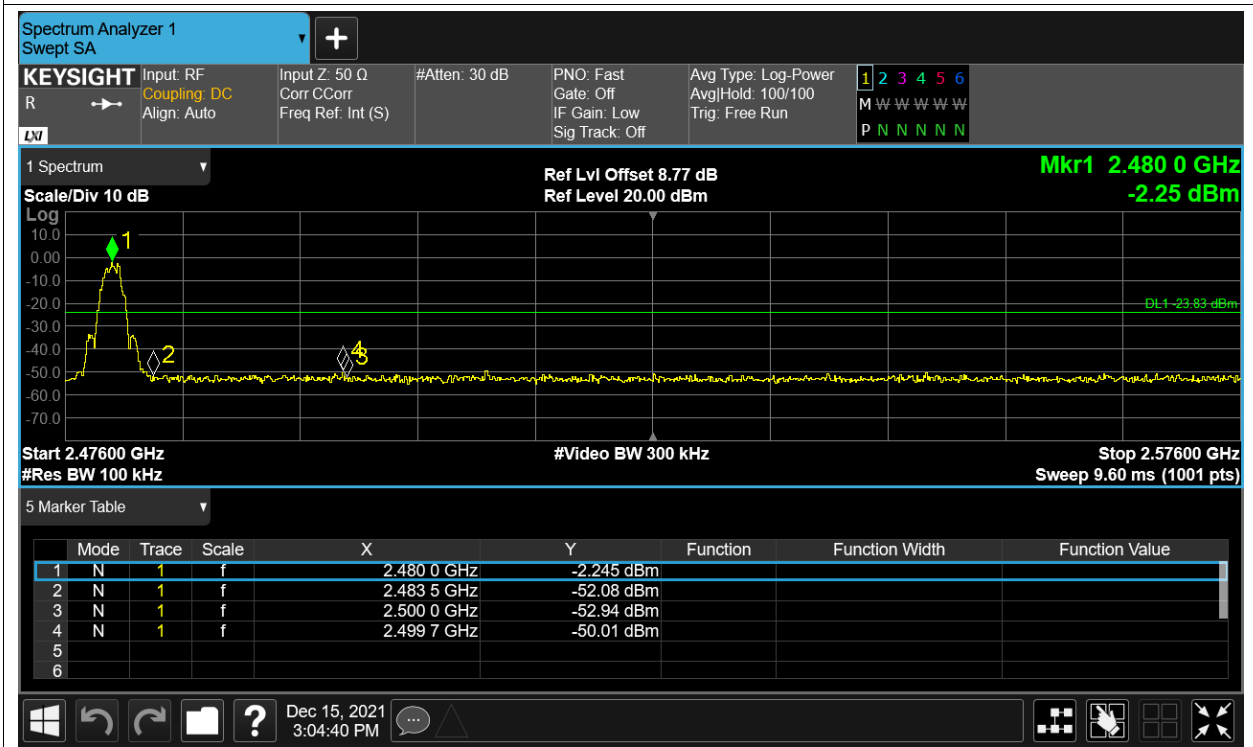 Spectrum Analyzer 1
Swept SA
+
KEYSIGHT Input: RF Input Z: 50 Ω #Atten: 30 dB PNO: Fast Avg Type: Log-Power 1 2 3 4 5 6
R Coupling: DC Corr CCorr Gate: Off Avg|Hold: 100/100 M W W W W W
Align: Auto Freq Ref: Int (S) IF Gain: Low Trig: Free Run
LXI Sig Track: Off P N N N N N
1 Spectrum Ref Lvl Offset 8.77 dB Mkr1 2.480 0 GHz
Scale/Div 10 dB Ref Level 20.00 dBm -2.25 dBm
Log
10.0
1
0.00
-10.0
-20.0 DL1 -23.83 dBm
-30.0
-40.0
2 4 3
-50.0
-60.0
-70.0
Start 2.47600 GHz #Video BW 300 kHz Stop 2.57600 GHz
#Res BW 100 kHz Sweep 9.60 ms (1001 pts)
5 Marker Table
Mode Trace Scale X Y Function Function Width Function Value
1 N 1 f 2.480 0 GHz -2.245 dBm
2 N 1 f 2.483 5 GHz -52.08 dBm
3 N 1 f 2.500 0 GHz -52.94 dBm
4 N 1 f 2.499 7 GHz -50.01 dBm
5
6
? Dec 15, 2021
3:04:40 PM